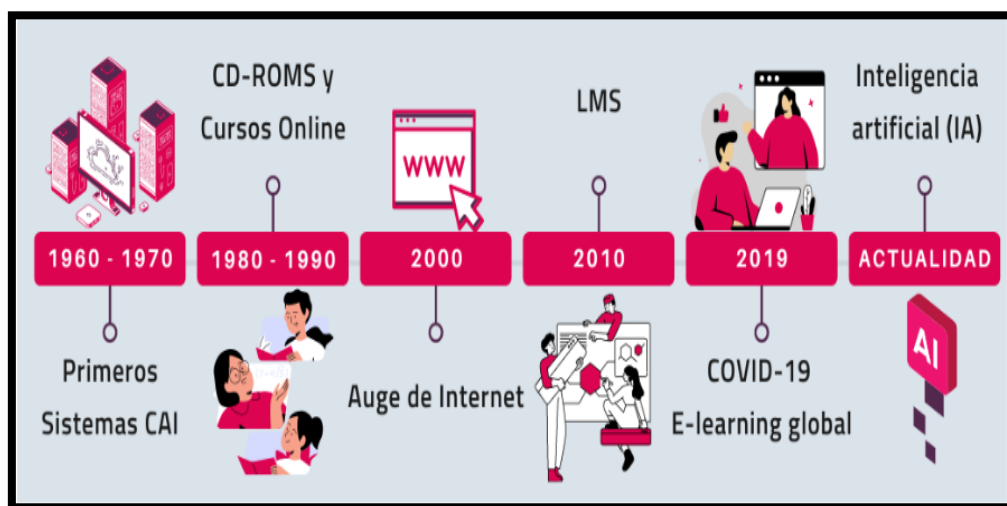 CD-ROMS y
Cursos Online
LMS
Inteligencia
artificial (IA)
WWW
1960 - 1970
1980 - 1990
2000
2010
2019
ACTUALIDAD
Primeros
Sistemas CAI
Auge de Internet
COVID-19
E-learning global
AI